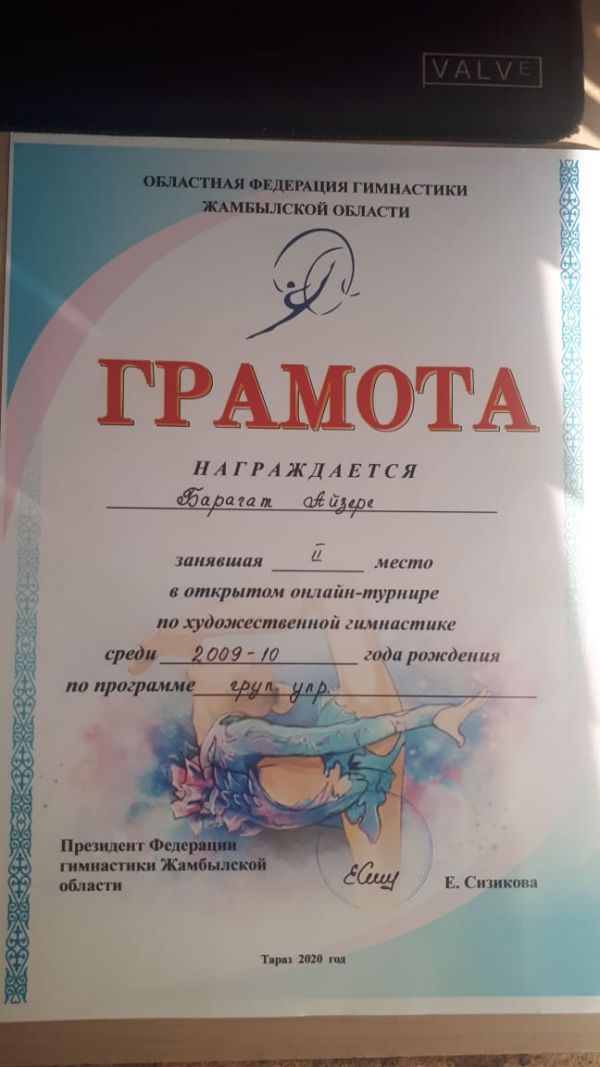 VALVE
ОБЛАСТНАЯ ФЕДЕРАЦИЯ ГИМНАСТИКИ
ЖАМБЫЛСКОЙ ОБЛАСТИ
ГРАМОТА
НАГРАЖДАЕТСЯ
Барагат Айзере
занявшая II место
в открытом онлайн-турнире
по художественной гимнастике
среди 2009-10 года рождения
по программе груп. упр.
Президент Федерации
гимнастики Жамбылской
области Е. Сизикова
Тараз 2020 год